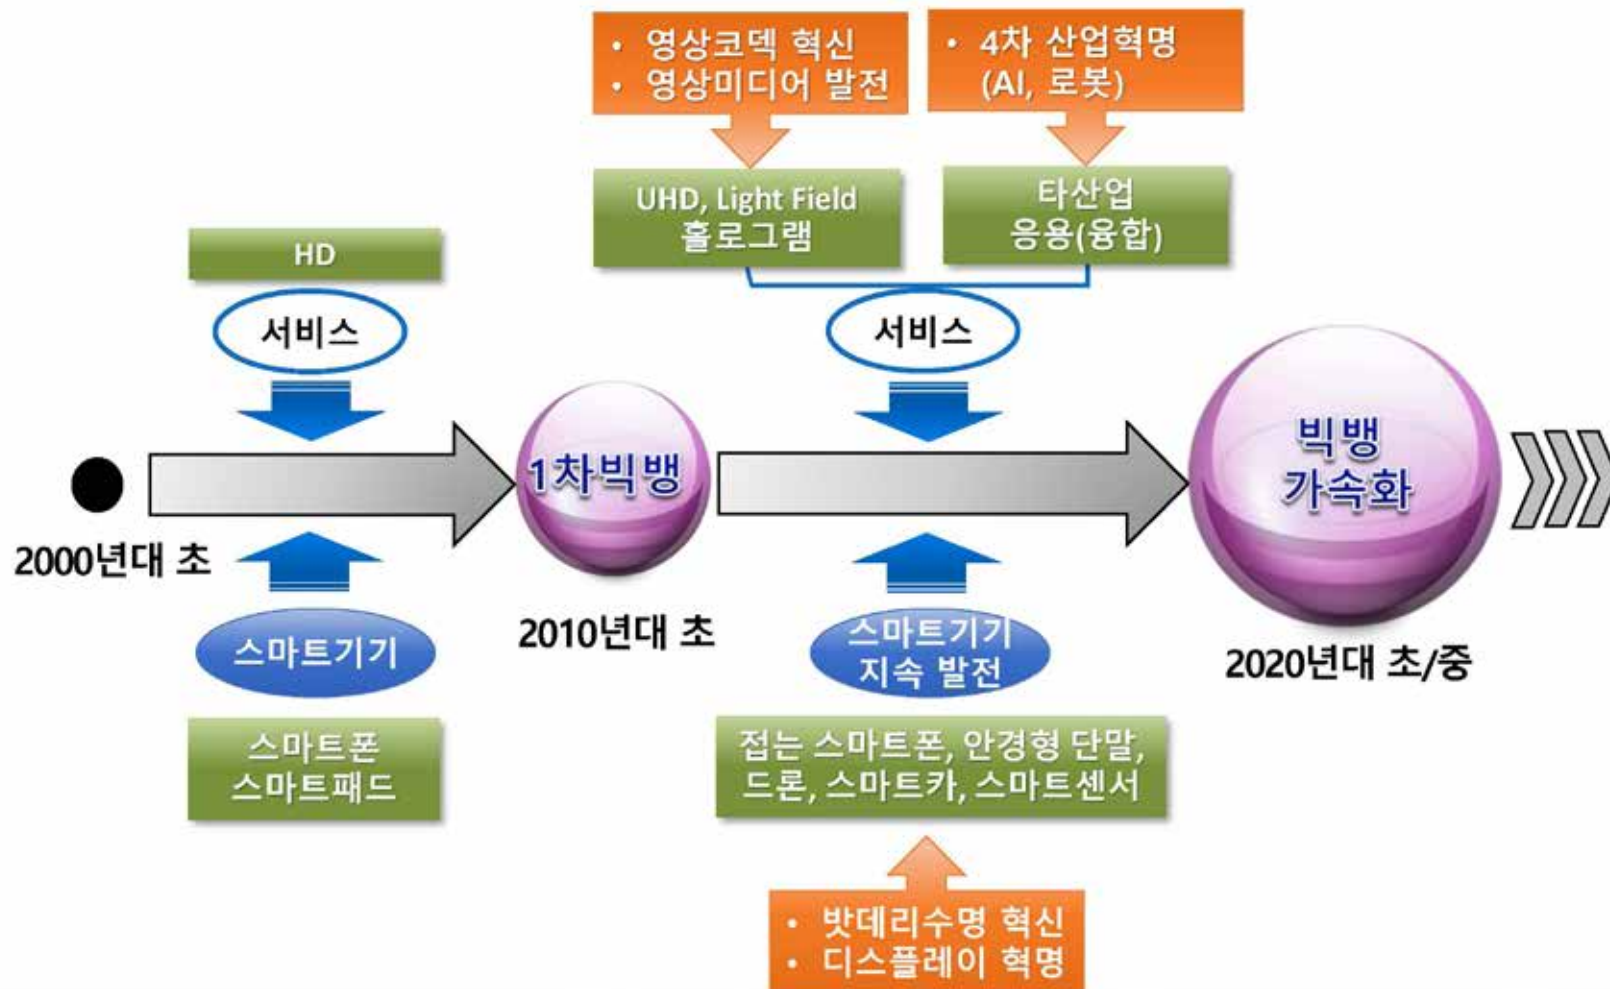 • 영상코덱 혁신
• 영상미디어 발전
• 4차 산업혁명
(AI, 로봇)
UHD, Light Field
홀로그램
타산업
응용(융합)
HD
서비스
서비스
1차빅뱅
빅뱅
가속화
2000년대 초
2010년대 초
2020년대 초/중
스마트기기
스마트기기
지속 발전
스마트폰
스마트패드
접는 스마트폰, 안경형 단말,
드론, 스마트카, 스마트센서
• 밧데리수명 혁신
• 디스플레이 혁명